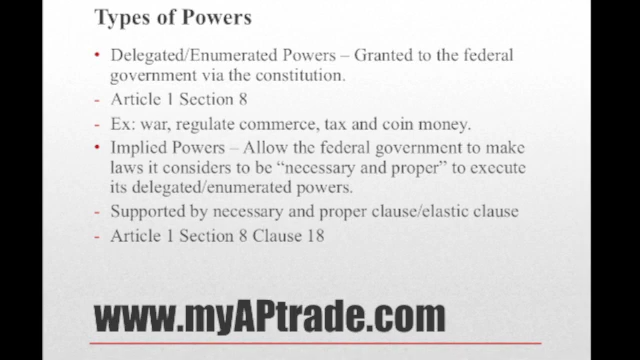 Types of Powers
• Delegated/Enumerated Powers – Granted to the federal
government via the constitution.
- Article 1 Section 8
- Ex: war, regulate commerce, tax and coin money.
• Implied Powers – Allow the federal government to make
laws it considers to be “necessary and proper” to execute
its delegated/enumerated powers.
- Supported by necessary and proper clause/elastic clause
- Article 1 Section 8 Clause 18
www.myAPtrade.com